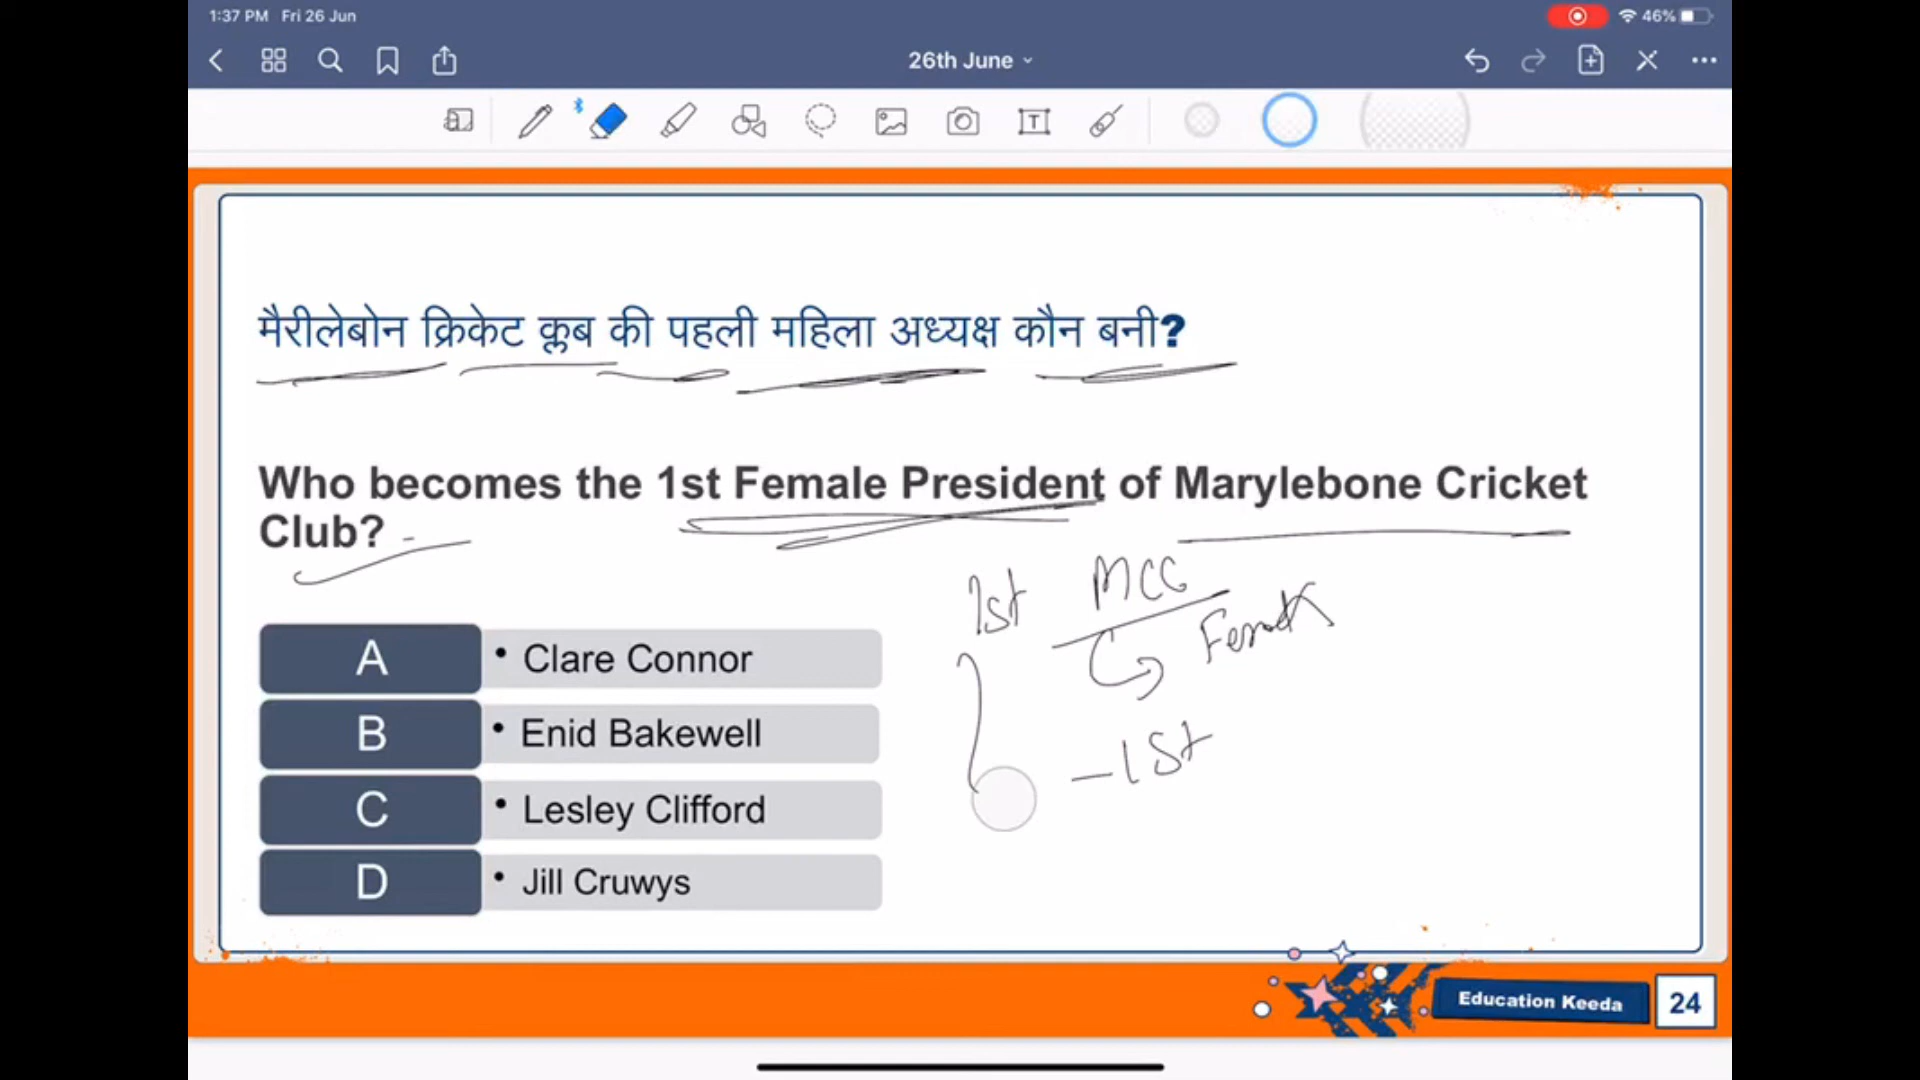 1:37 PM Fri 26 Jun
46%
26th June
T
मैरीलेबोन क्रिकेट क्लब की पहली महिला अध्यक्ष कौन बनी?
Who becomes the 1st Female President of Marylebone Cricket
Club?
1st MCC
Female
- 1st
A • Clare Connor
B • Enid Bakewell
C • Lesley Clifford
D • Jill Cruwys
Education Keeda 24